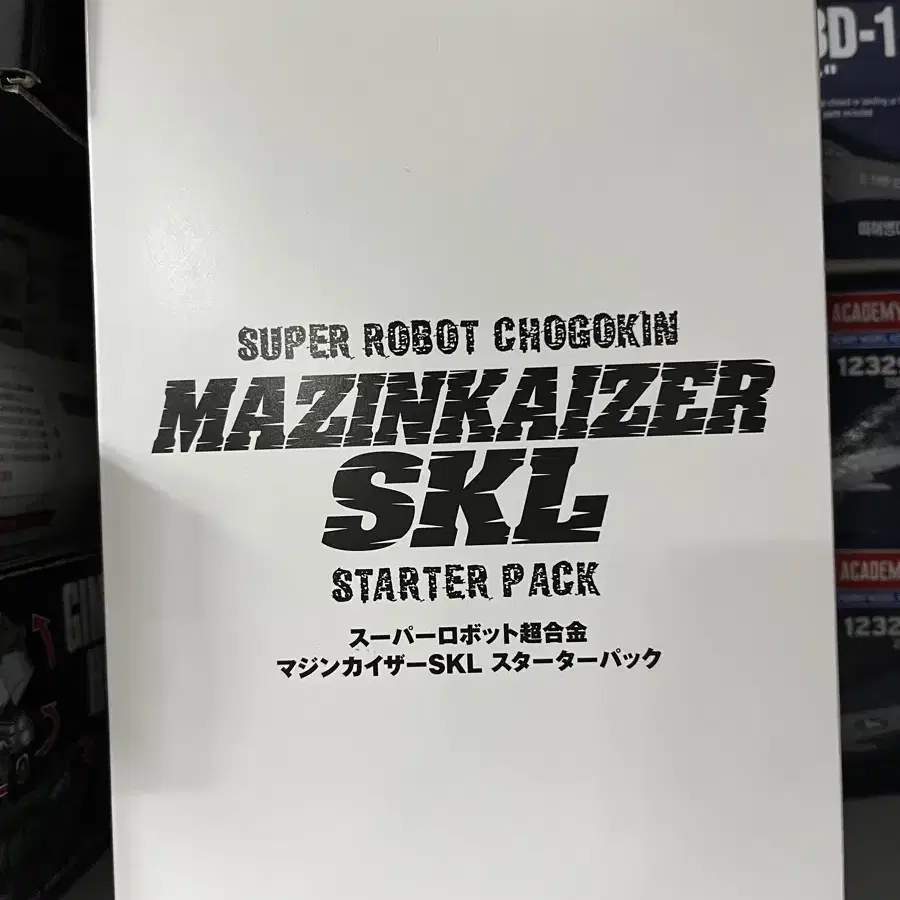 SUPER ROBOT CHOGOKIN
MAZINKAIZER
SKL
STARTER PACK
スーパーロボット超合金
マジンカイザーSKL スターターパック
ACADEMY